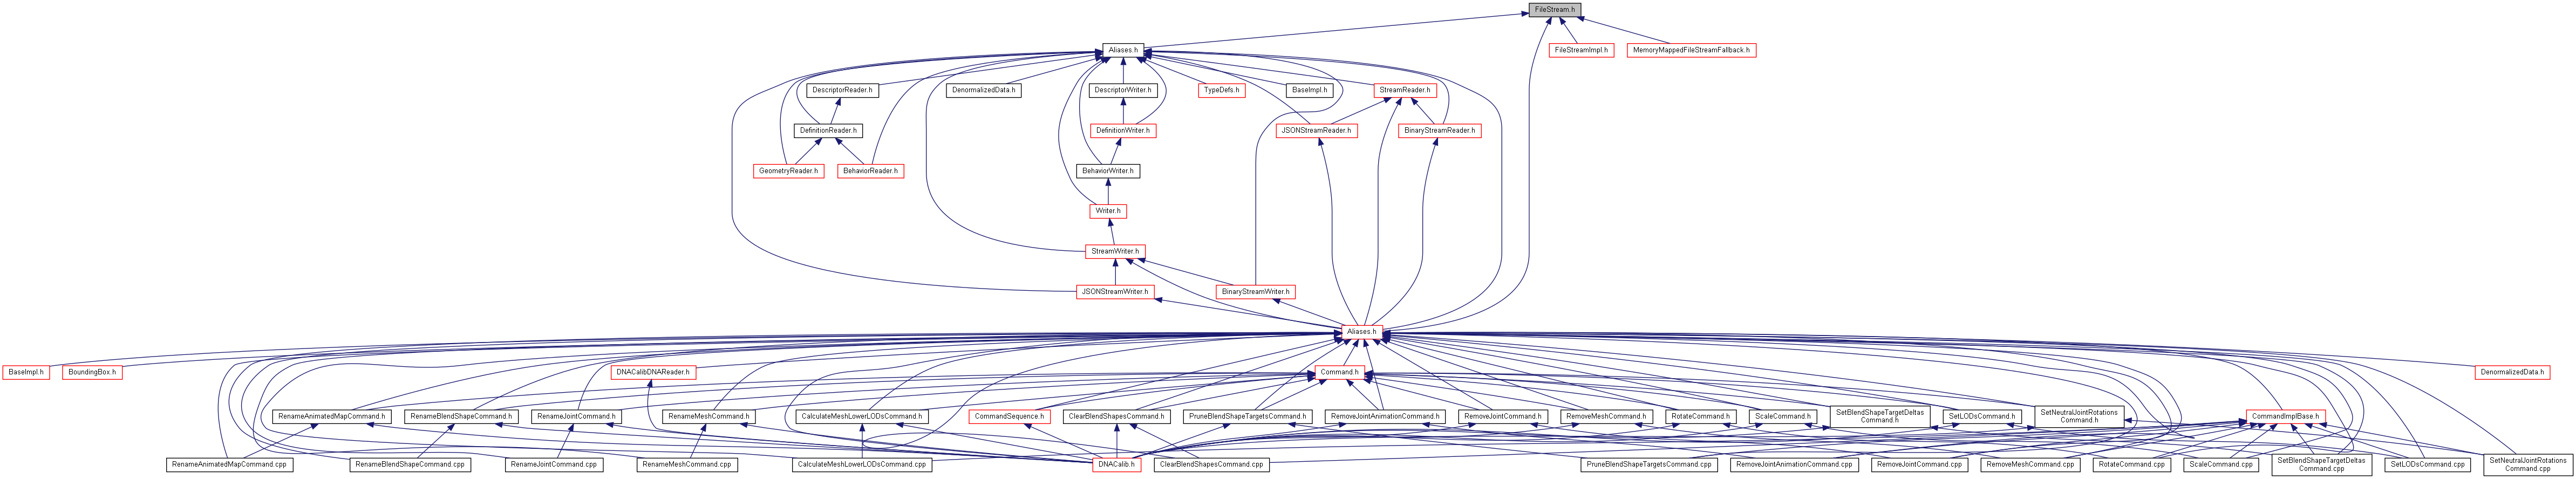 FileStream.h
Aliases.h
FileStreamImpl.h
MemoryMappedFileStreamFallback.h
DescriptorReader.h
DenormalizedData.h
DescriptorWriter.h
TypeDefs.h
BaseImpl.h
StreamReader.h
DefinitionReader.h
DefinitionWriter.h
JSONStreamReader.h
BinaryStreamReader.h
GeometryReader.h
BehaviorReader.h
BehaviorWriter.h
Writer.h
StreamWriter.h
JSONStreamWriter.h
BinaryStreamWriter.h
Aliases.h
BaseImpl.h
BoundingBox.h
DNACalibDNAReader.h
Command.h
DenormalizedData.h
RenameAnimatedMapCommand.h
RenameBlendShapeCommand.h
RenameJointCommand.h
RenameMeshCommand.h
CalculateMeshLowerLODsCommand.h
CommandSequence.h
ClearBlendShapesCommand.h
PruneBlendShapeTargetsCommand.h
RemoveJointAnimationCommand.h
RemoveJointCommand.h
RemoveMeshCommand.h
RotateCommand.h
ScaleCommand.h
SetBlendShapeTargetDeltas
Command.h
SetLODsCommand.h
SetNeutralJointRotations
Command.h
CommandImplBase.h
RenameAnimatedMapCommand.cpp
RenameBlendShapeCommand.cpp
RenameJointCommand.cpp
RenameMeshCommand.cpp
CalculateMeshLowerLODsCommand.cpp
DNACalib.h
ClearBlendShapesCommand.cpp
PruneBlendShapeTargetsCommand.cpp
RemoveJointAnimationCommand.cpp
RemoveJointCommand.cpp
RemoveMeshCommand.cpp
RotateCommand.cpp
ScaleCommand.cpp
SetBlendShapeTargetDeltas
Command.cpp
SetLODsCommand.cpp
SetNeutralJointRotations
Command.cpp